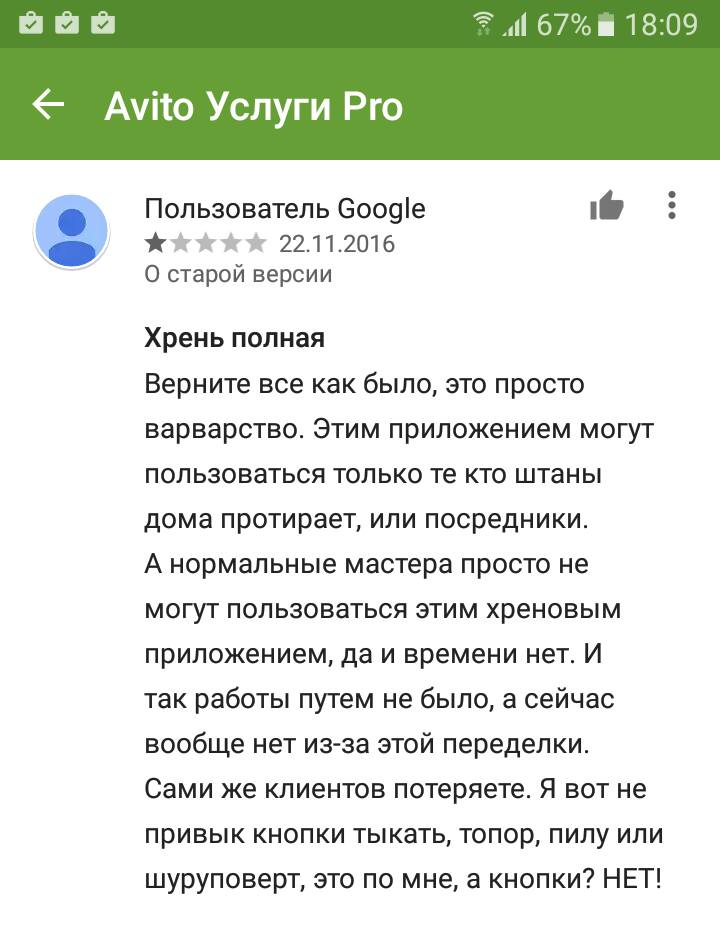 67% 18:09
Avito Услуги Pro
Пользователь Google
22.11.2016
О старой версии
Хрень полная
Верните все как было, это просто
варварство. Этим приложением могут
пользоваться только те кто штаны
дома протирает, или посредники.
А нормальные мастера просто не
могут пользоваться этим хреновым
приложением, да и времени нет. И
так работы путем не было, а сейчас
вообще нет из-за этой переделки.
Сами же клиентов потеряете. Я вот не
привык кнопки тыкать, топор, пилу или
шуруповерт, это по мне, а кнопки? НЕТ!